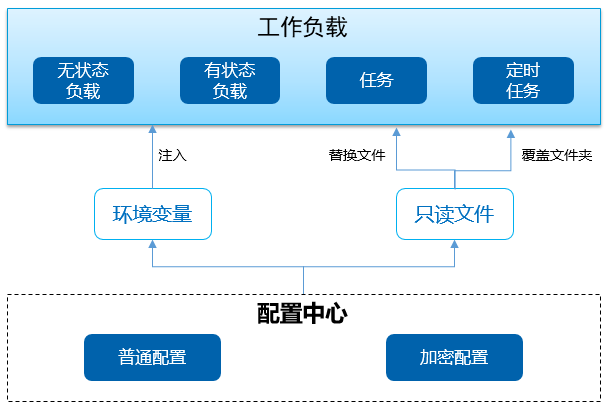 工作负载
无状态
负载
有状态
负载
任务
定时
任务
注入
替换文件
覆盖文件夹
环境变量
只读文件
配置中心
普通配置
加密配置